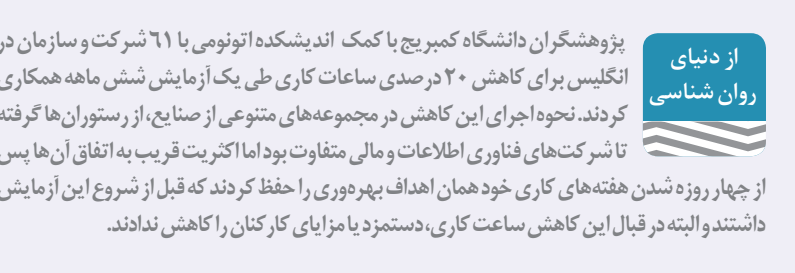 از دنیای
روان شناسی
پژوهشگران دانشگاه کمبریج با کمک اندیشکده اتونومی با ۶۱ شرکت و سازمان در
انگلیس برای کاهش ۲۰ درصدی ساعات کاری طی یک آزمایش شش ماهه همکاری
کردند. نحوه اجرای این کاهش در مجموعه‌های متنوعی از صنایع، از رستوران‌ها گرفته
تا شرکت‌های فناوری اطلاعات و مالی متفاوت بود اما اکثریت قریب به اتفاق آن‌ها پس
از چهار روزه شدن هفته‌های کاری خود همان اهداف بهره‌وری را حفظ کردند که قبل از شروع این آزمایش
داشتند و البته در قبال این کاهش ساعت کاری، دستمزد یا مزایای کارکنان را کاهش ندادند.